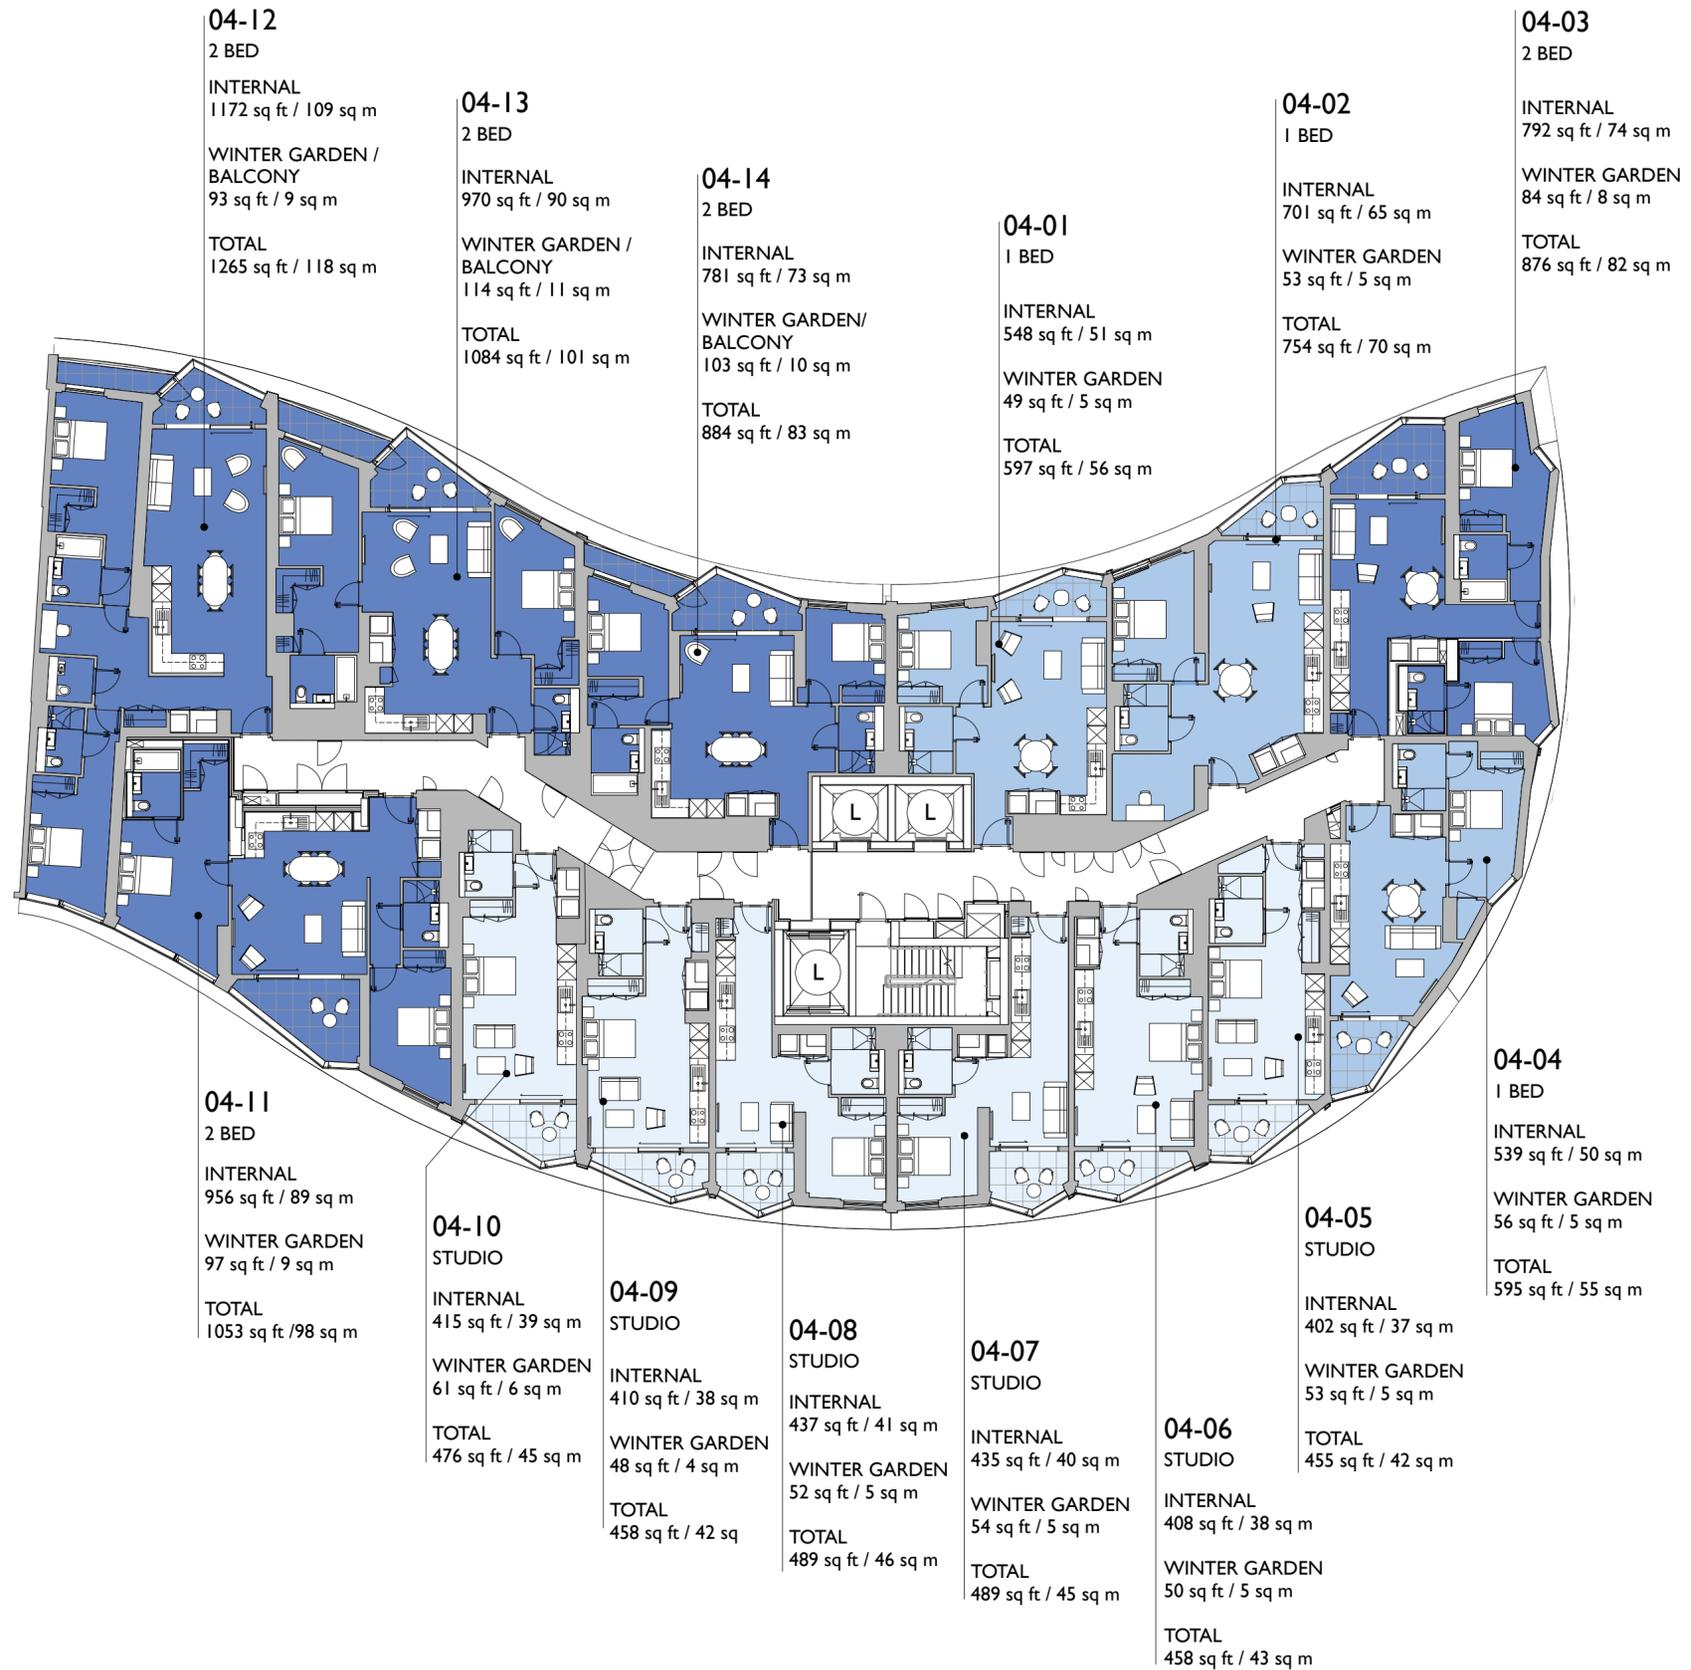 04-12
2 BED
INTERNAL
1172 sq ft / 109 sq m
WINTER GARDEN /
BALCONY
93 sq ft / 9 sq m
TOTAL
1265 sq ft / 118 sq m
04-13
2 BED
INTERNAL
970 sq ft / 90 sq m
WINTER GARDEN /
BALCONY
114 sq ft / 11 sq m
TOTAL
1084 sq ft / 101 sq m
04-14
2 BED
INTERNAL
781 sq ft / 73 sq m
WINTER GARDEN/
BALCONY
103 sq ft / 10 sq m
TOTAL
884 sq ft / 83 sq m
04-01
1 BED
INTERNAL
548 sq ft / 51 sq m
WINTER GARDEN
49 sq ft / 5 sq m
TOTAL
597 sq ft / 56 sq m
04-02
1 BED
INTERNAL
701 sq ft / 65 sq m
WINTER GARDEN
53 sq ft / 5 sq m
TOTAL
754 sq ft / 70 sq m
04-03
2 BED
INTERNAL
792 sq ft / 74 sq m
WINTER GARDEN
84 sq ft / 8 sq m
TOTAL
876 sq ft / 82 sq m
L
L
L
04-11
2 BED
INTERNAL
956 sq ft / 89 sq m
WINTER GARDEN
97 sq ft / 9 sq m
TOTAL
1053 sq ft /98 sq m
04-10
STUDIO
INTERNAL
415 sq ft / 39 sq m
WINTER GARDEN
61 sq ft / 6 sq m
TOTAL
476 sq ft / 45 sq m
04-09
STUDIO
INTERNAL
410 sq ft / 38 sq m
WINTER GARDEN
48 sq ft / 4 sq m
TOTAL
458 sq ft / 42 sq
04-08
STUDIO
INTERNAL
437 sq ft / 41 sq m
WINTER GARDEN
52 sq ft / 5 sq m
TOTAL
489 sq ft / 46 sq m
04-07
STUDIO
INTERNAL
435 sq ft / 40 sq m
WINTER GARDEN
54 sq ft / 5 sq m
TOTAL
489 sq ft / 45 sq m
04-06
STUDIO
INTERNAL
408 sq ft / 38 sq m
WINTER GARDEN
50 sq ft / 5 sq m
TOTAL
458 sq ft / 43 sq m
04-05
STUDIO
INTERNAL
402 sq ft / 37 sq m
WINTER GARDEN
53 sq ft / 5 sq m
TOTAL
455 sq ft / 42 sq m
04-04
1 BED
INTERNAL
539 sq ft / 50 sq m
WINTER GARDEN
56 sq ft / 5 sq m
TOTAL
595 sq ft / 55 sq m